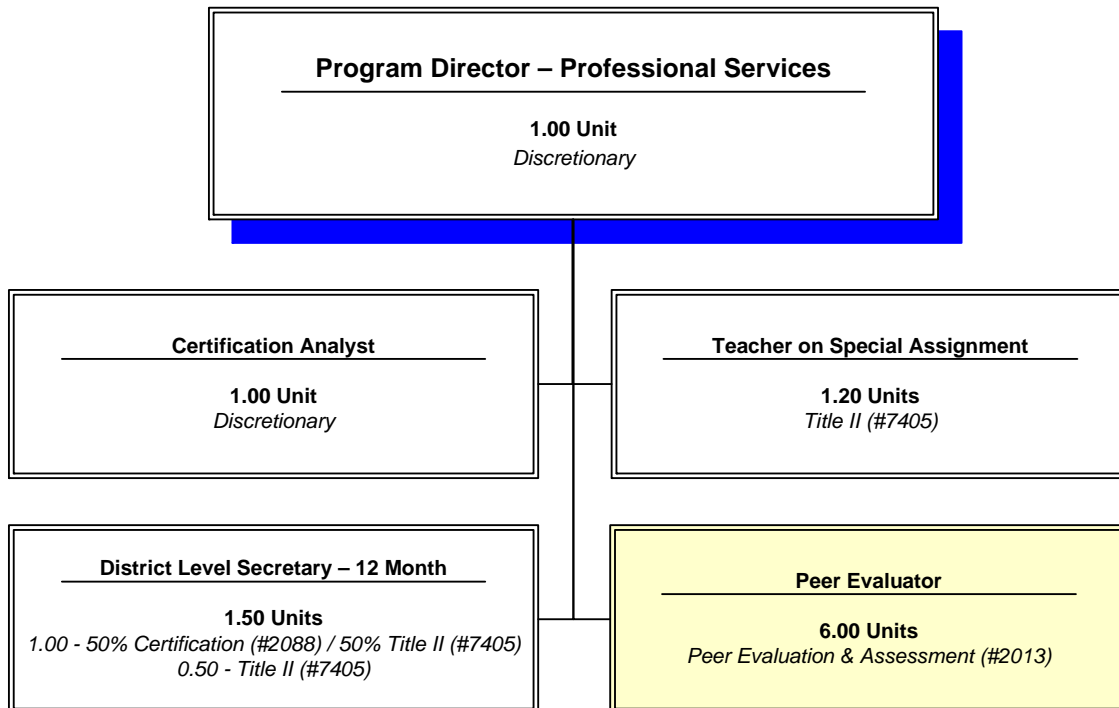 Program Director – Professional Services
1.00 Unit
Discretionary
Certification Analyst
1.00 Unit
Discretionary
Teacher on Special Assignment
1.20 Units
Title II (#7405)
District Level Secretary – 12 Month
1.50 Units
1.00 - 50% Certification (#2088) / 50% Title II (#7405)
0.50 - Title II (#7405)
Peer Evaluator
6.00 Units
Peer Evaluation & Assessment (#2013)